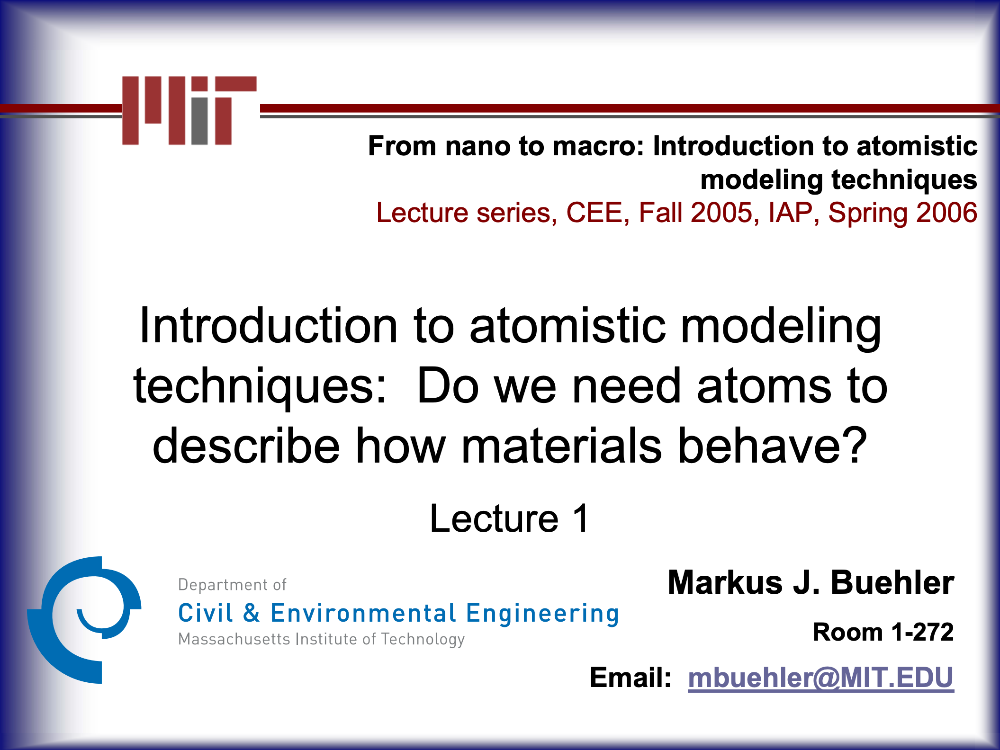 MIT
From nano to macro: Introduction to atomistic
modeling techniques
Lecture series, CEE, Fall 2005, IAP, Spring 2006
Introduction to atomistic modeling
techniques:  Do we need atoms to
describe how materials behave?
Lecture 1
Department of
Civil & Environmental Engineering
Massachusetts Institute of Technology
Markus J. Buehler
Room 1-272
Email:  mbuehler@MIT.EDU